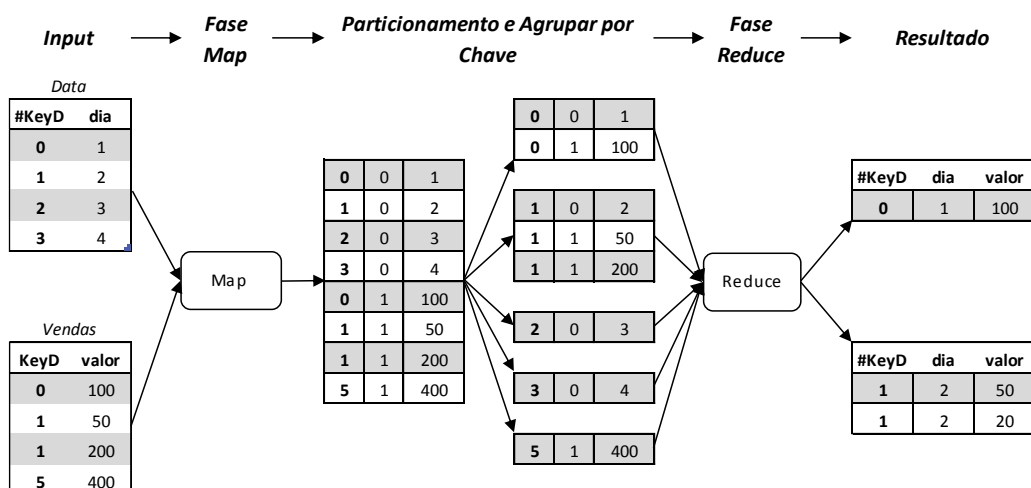 Input
Fase Map
Particionamento e Agrupar por Chave
Fase Reduce
Resultado
Data
#KeyD dia
0 1
1 2
2 3
3 4
Vendas
KeyD valor
0 100
1 50
1 200
5 400
Map
0 0 1
1 0 2
2 0 3
3 0 4
0 1 100
1 1 50
1 1 200
5 1 400
0 0 1
0 1 100
1 0 2
1 1 50
1 1 200
2 0 3
3 0 4
5 1 400
Reduce
#KeyD dia valor
0 1 100
#KeyD dia valor
1 2 50
1 2 20